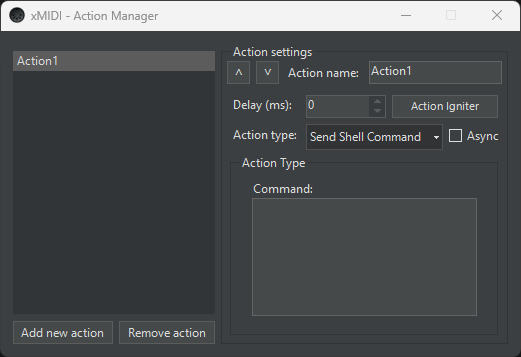 xMIDI - Action Manager
Action1
Action settings
˄ ˅ Action name: Action1
Delay (ms): 0 Action Igniter
Action type: Send Shell Command Async
Action Type
Command:
Add new action Remove action